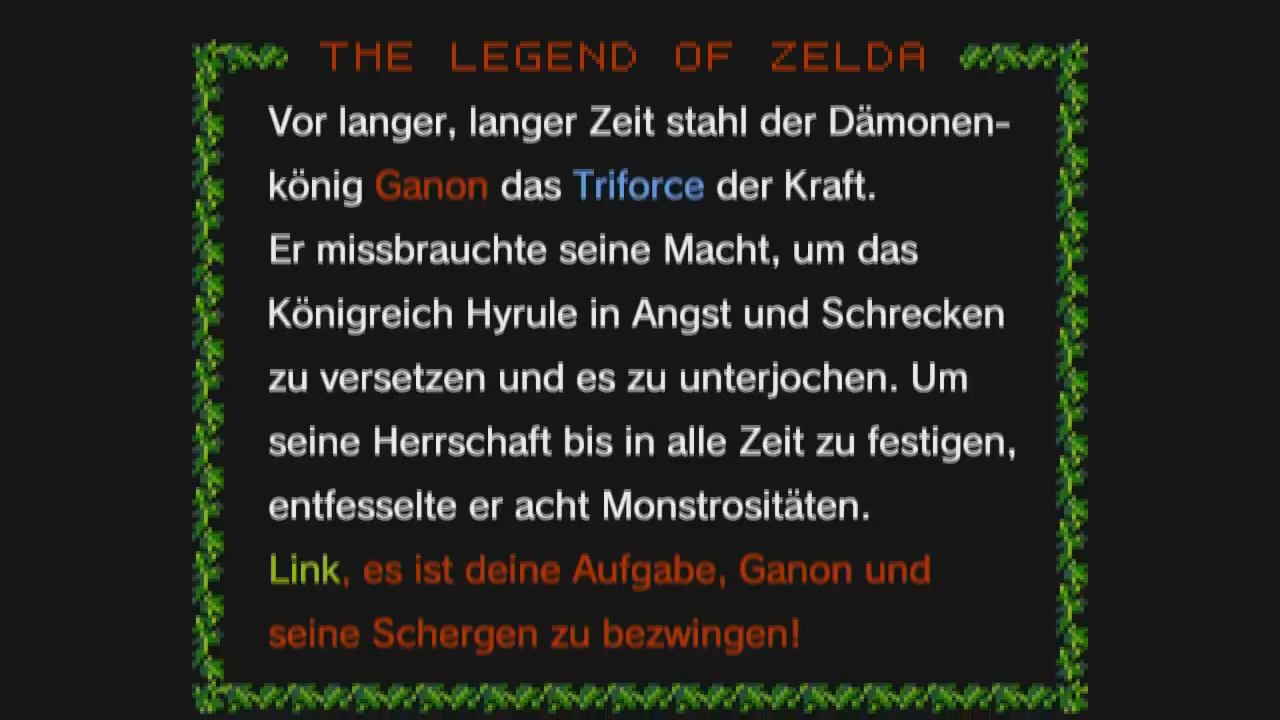 THE LEGEND OF ZELDA
Vor langer, langer Zeit stahl der Dämonen-
könig Ganon das Triforce der Kraft.
Er missbrauchte seine Macht, um das
Königreich Hyrule in Angst und Schrecken
zu versetzen und es zu unterjochen. Um
seine Herrschaft bis in alle Zeit zu festigen,
entfesselte er acht Monstrositäten.
Link, es ist deine Aufgabe, Ganon und
seine Schergen zu bezwingen!